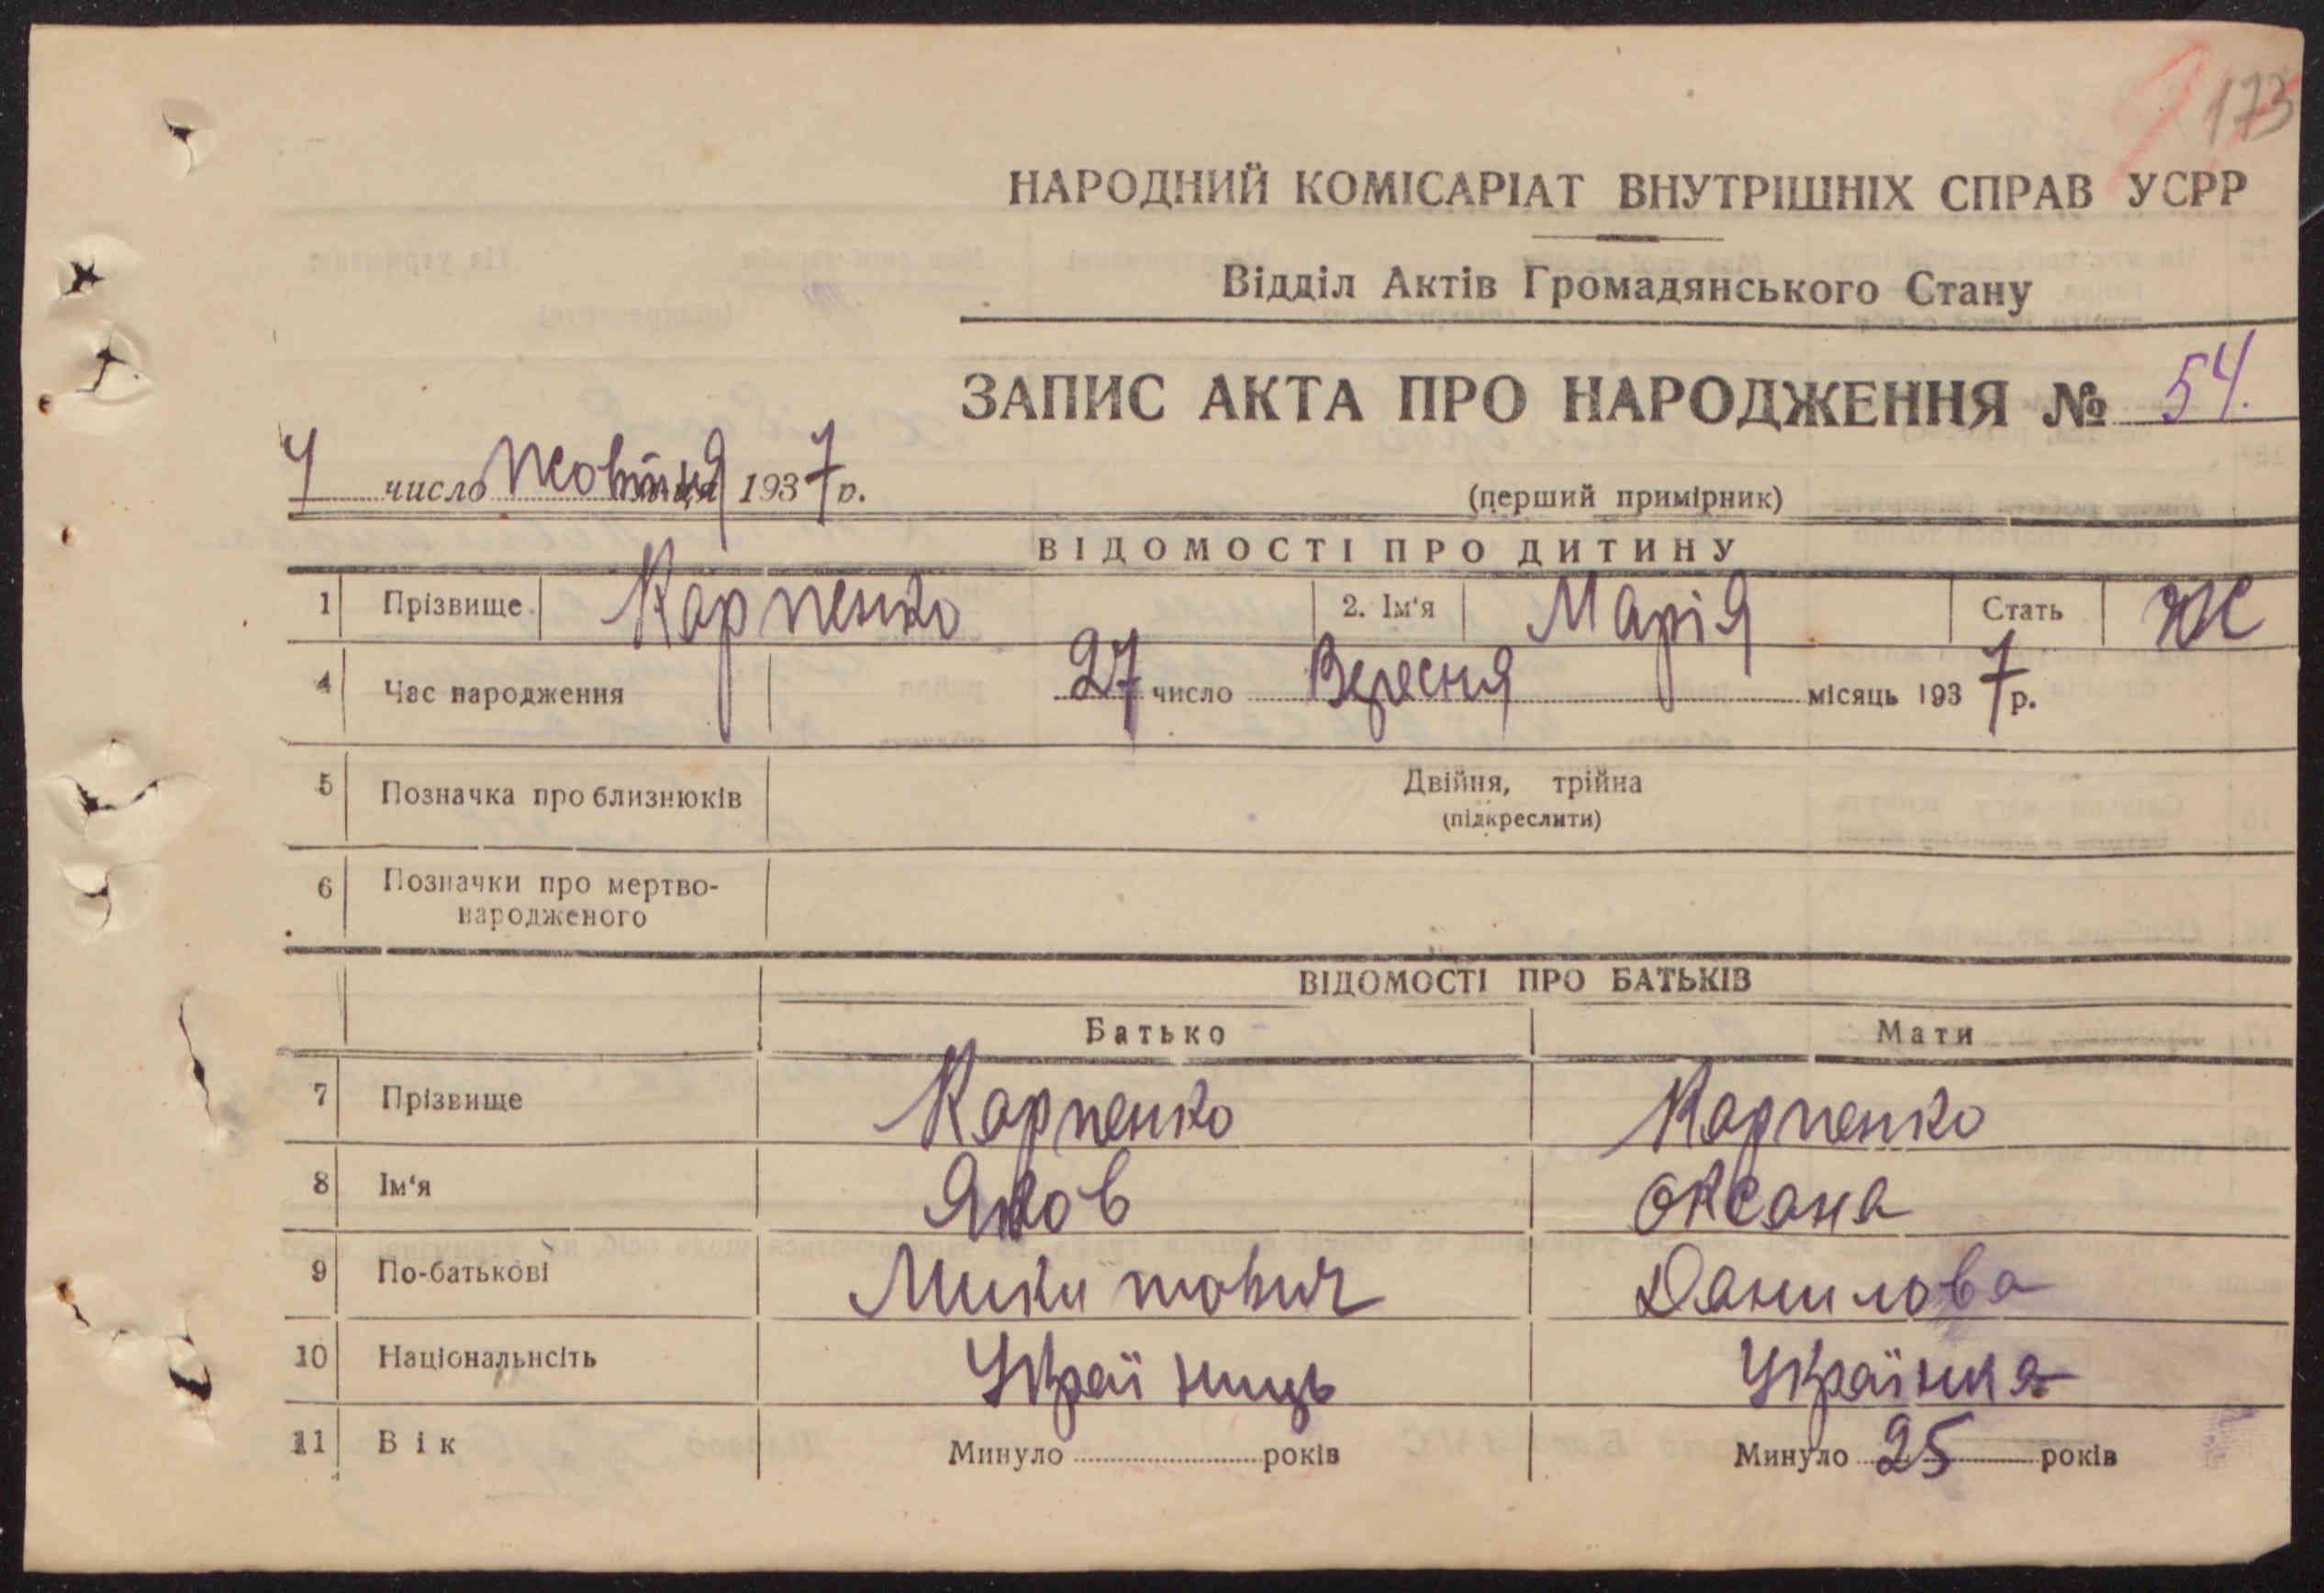 173
НАРОДНИЙ КОМІСАРІАТ ВНУТРІШНІХ СПРАВ УСРР
Відділ Актів Громадянського Стану
ЗАПИС АКТА ПРО НАРОДЖЕННЯ № 54.
число Жовтня 1937 р.
(перший примірник)
ВІДОМОСТІ ПРО ДИТИНУ
1 Прізвище Карпенко 2. Ім'я Марія Стать Ж
4 Час народження 27 число Вересня місяць 1937 р.
5 Позначка про близнюків Двійня, трійна
(підкреслити)
6 Позначки про мертво-
народженого
ВІДОМОСТІ ПРО БАТЬКІВ
Батько Мати
7 Прізвище Карпенко Карпенко
8 Ім'я Яков Оксана
9 По-батькові Микитович Данилова
10 Національнсіть Україниць Українка
11 Вік Минуло років Минуло 25 років